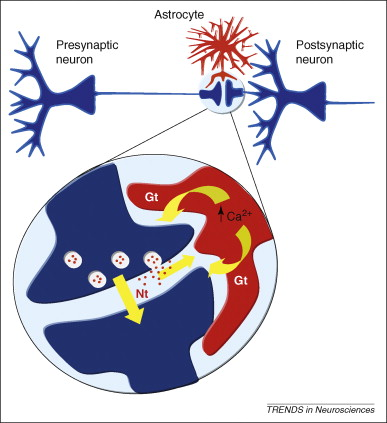 Astrocyte
Presynaptic
neuron
Postsynaptic
neuron
Gt
Ca2+
Gt
Nt
TRENDS in Neurosciences